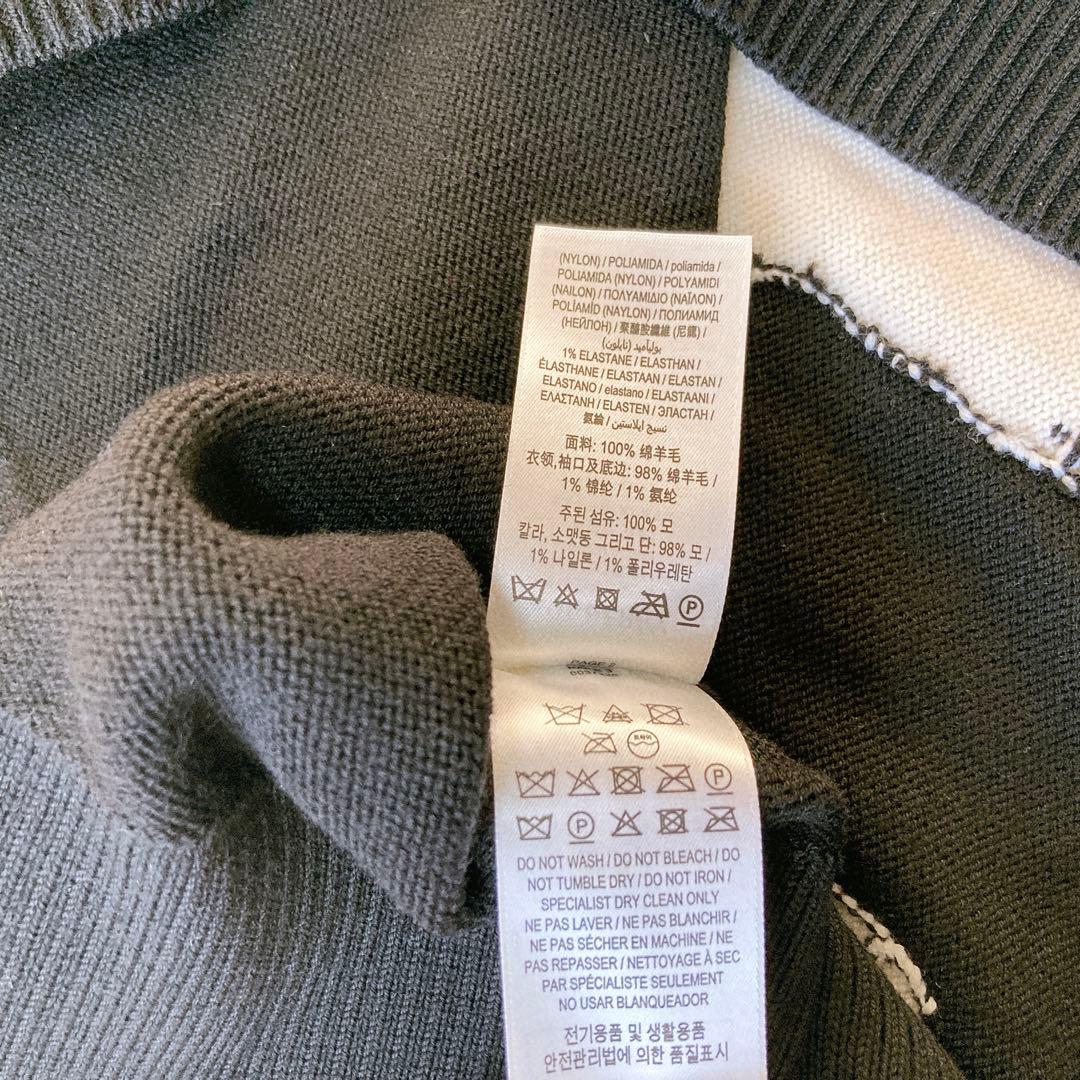 (NYLON) / POLIAMIDA / poliamida /
POLIAMIDA (NYLON) / POLYAMIDI
(NAILON) / ΠΟΛΥΑΜΙΔΙΟ (ΝΑΪΛΟΝ) /
POLİAMİD (NAYLON) / ПОЛИАМИД
(НЕЙЛОН) / 聚醯胺纖維 (尼龍) /
بولياميد (نايلون)
1% ELASTANE / ELASTHAN /
ÉLASTHANE / ELASTAAN / ELASTAN /
ELASTANO / elastano / ELASTAANI /
ΕΛΑΣΤΑΝΗ / ELASTEN / ЭЛАСТАН /
氨綸 / نسيج إيلاستين
面料: 100% 绵羊毛
衣领,袖口及底边: 98% 绵羊毛 /
1% 锦纶 / 1% 氨纶
주된 섬유: 100% 모
칼라, 소맷동 그리고 단: 98% 모 /
1% 나일론 / 1% 폴리우레탄
P
PAGE
P
P
DO NOT WASH / DO NOT BLEACH / DO
NOT TUMBLE DRY / DO NOT IRON /
SPECIALIST DRY CLEAN ONLY
NE PAS LAVER / NE PAS BLANCHIR /
NE PAS SÉCHER EN MACHINE / NE
PAS REPASSER / NETTOYAGE À SEC
PAR SPÉCIALISTE SEULEMENT
NO USAR BLANQUEADOR
전기용품 및 생활용품
안전관리법에 의한 품질표시